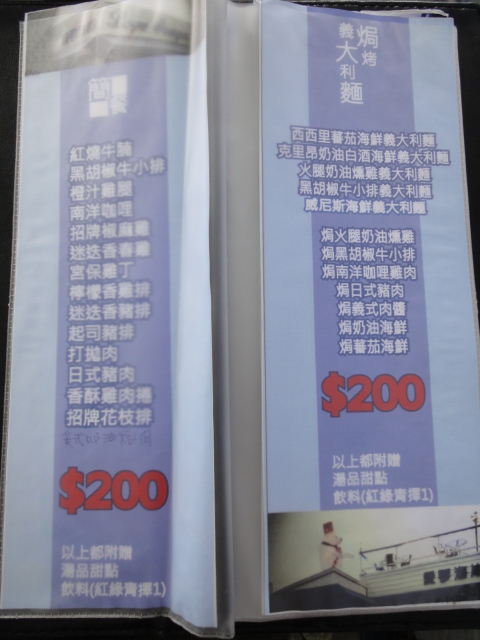 簡餐
紅燒牛腩
黑胡椒牛小排
橙汁雞腿
南洋咖哩
招牌椒麻雞
迷迭香春雞
宮保雞丁
檸檬香雞排
迷迭香豬排
起司豬排
打拋肉
日式豬肉
香酥雞肉捲
招牌花枝排
$200
以上都附贈
湯品甜點
飲料(紅綠青擇1)
焗烤
義大利麵
西西里蕃茄海鮮義大利麵
克里昂奶油白酒海鮮義大利麵
火腿奶油燻雞義大利麵
黑胡椒牛小排義大利麵
威尼斯海鮮義大利麵
焗火腿奶油燻雞
焗黑胡椒牛小排
焗南洋咖哩雞肉
焗日式豬肉
焗義式肉醬
焗奶油海鮮
焗蕃茄海鮮
$200
以上都附贈
湯品甜點
飲料(紅綠青擇1)